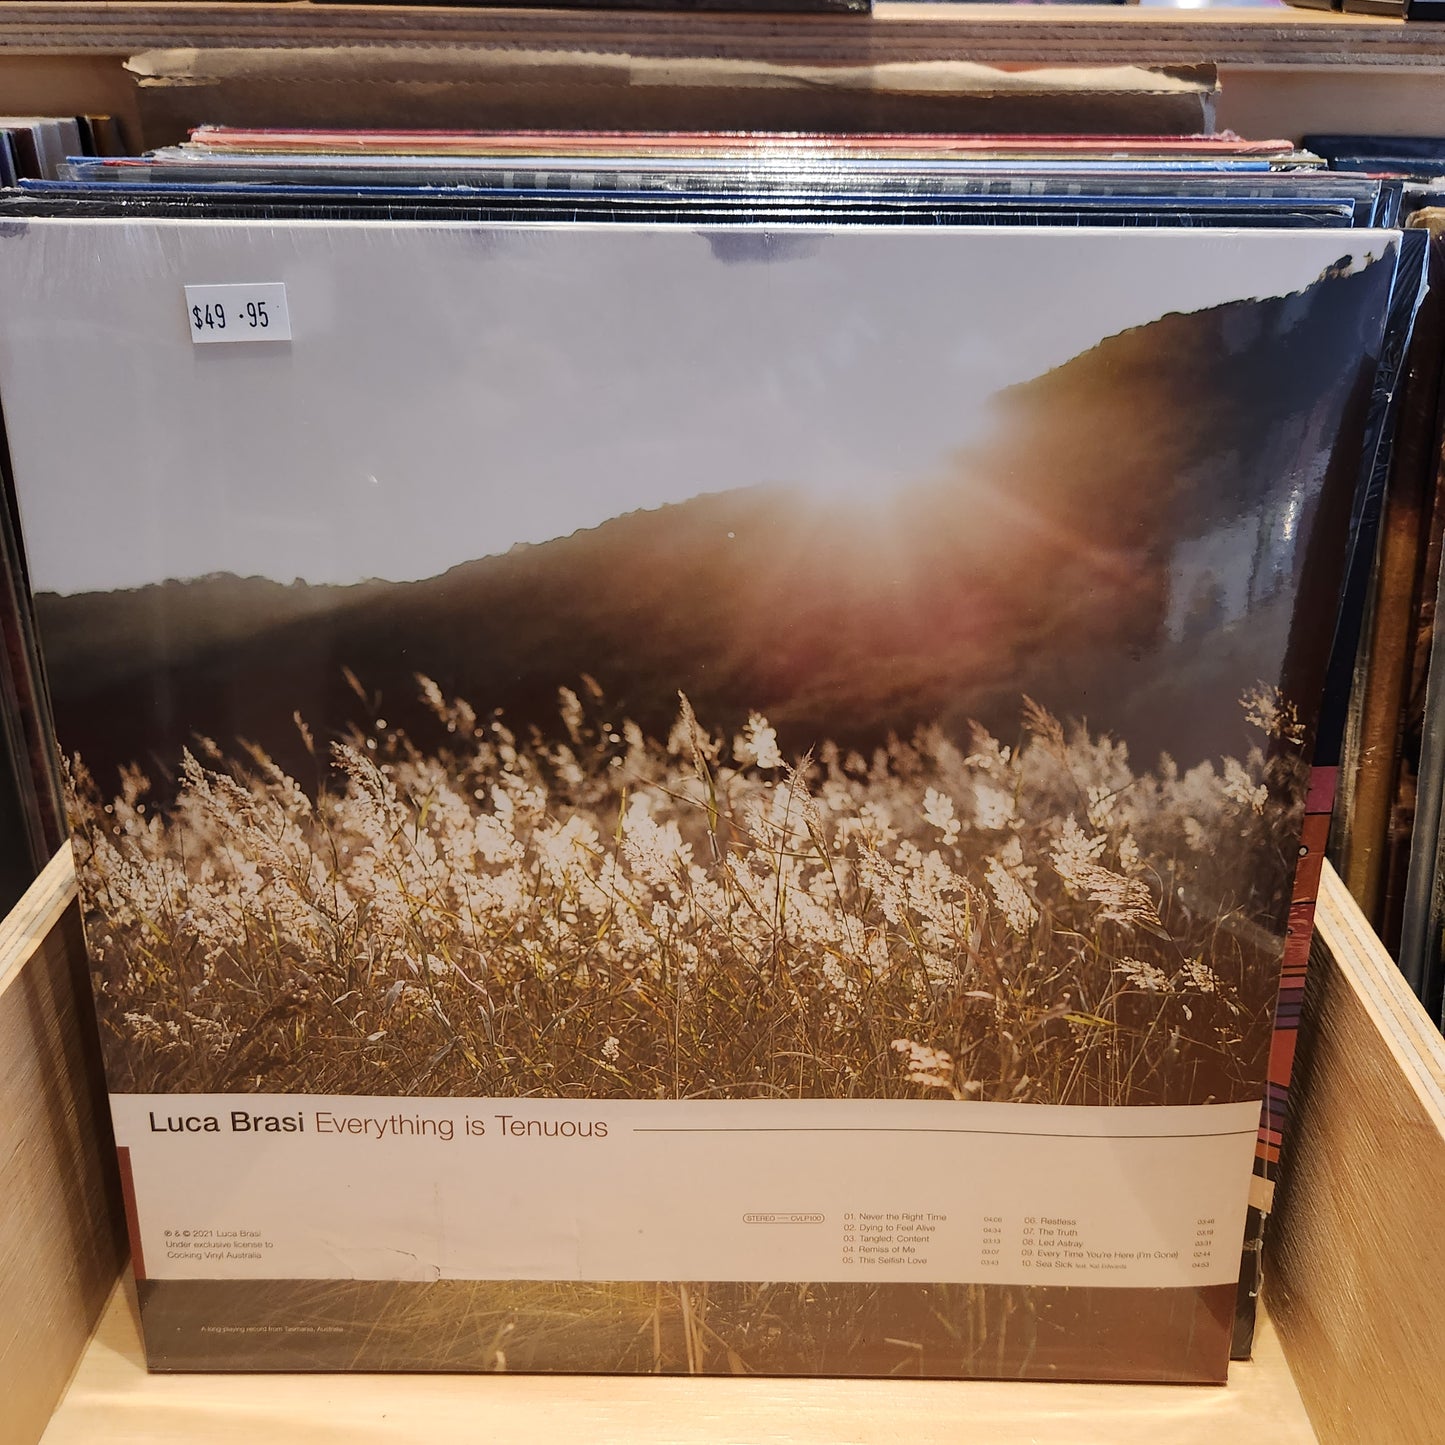 $49.95
Luca Brasi Everything is Tenuous
℗ & © 2021 Luca Brasi
Under exclusive license to
Cooking Vinyl Australia
STEREO — CVLP100
01. Never the Right Time 04:06
02. Dying to Feel Alive 04:34
03. Tangled; Content 03:13
04. Remiss of Me 03:07
05. This Selfish Love 03:43
06. Restless 03:46
07. The Truth 03:19
08. Led Astray 03:31
09. Every Time You're Here (I'm Gone) 02:44
10. Sea Sick feat. Kat Edwards 04:53
A long playing record from Tasmania, Australia